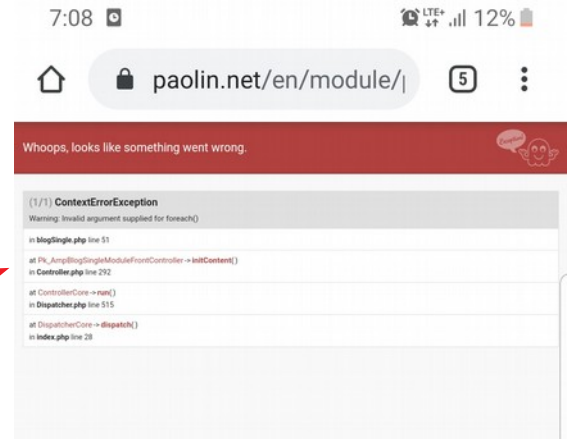 7:08 LTE+ 12%
paolin.net/en/module/ 5
Whoops, looks like something went wrong.
Exception!
(1/1) ContextErrorException
Warning: Invalid argument supplied for foreach()
in blogSingle.php line 51
at Pk_AmpBlogSingleModuleFrontController->initContent()
in Controller.php line 292
at ControllerCore->run()
in Dispatcher.php line 515
at DispatcherCore->dispatch()
in index.php line 28